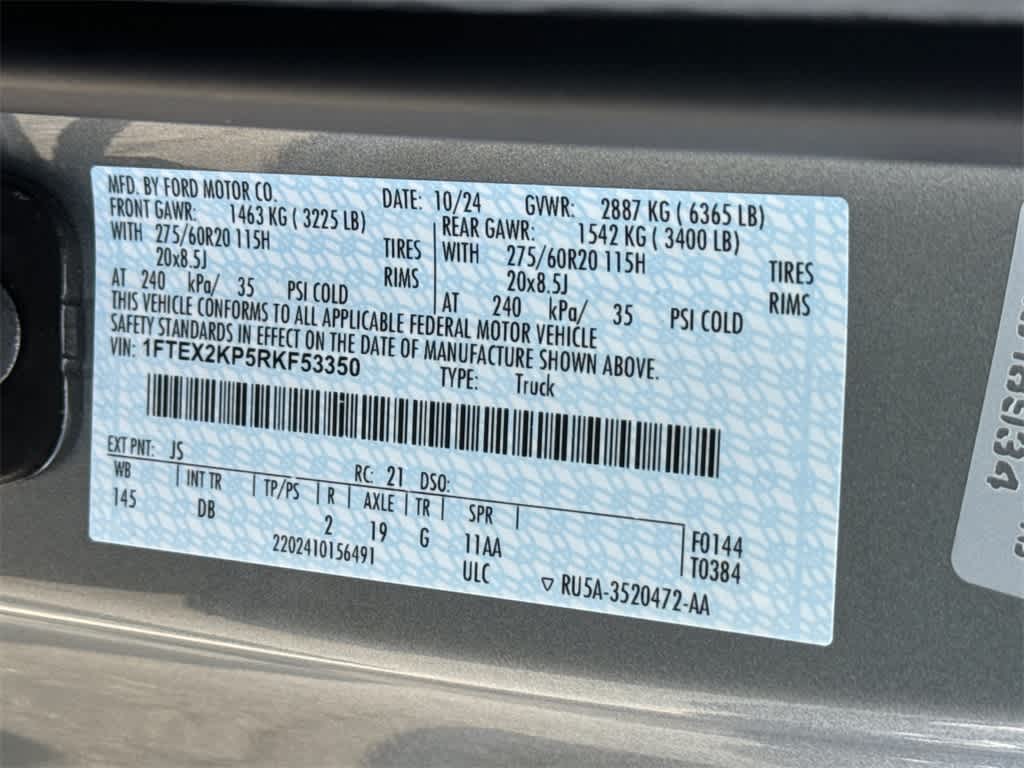 MFD. BY FORD MOTOR CO.
DATE: 10/24 GVWR: 2887 KG ( 6365 LB)
FRONT GAWR: 1463 KG ( 3225 LB)
WITH 275/60R20 115H TIRES
20x8.5J RIMS
AT 240 kPa/ 35 PSI COLD
REAR GAWR: 1542 KG ( 3400 LB)
WITH 275/60R20 115H TIRES
20x8.5J RIMS
AT 240 kPa/ 35 PSI COLD
THIS VEHICLE CONFORMS TO ALL APPLICABLE FEDERAL MOTOR VEHICLE
SAFETY STANDARDS IN EFFECT ON THE DATE OF MANUFACTURE SHOWN ABOVE.
VIN: 1FTEX2KP5RKF53350 TYPE: Truck
EXT PNT: JS RC: 21 DSO:
WB INT TR TP/PS R AXLE TR SPR
145 DB 2 19 G 11AA
2202410156491 ULC
F0144
T0384
RU5A-3520472-AA